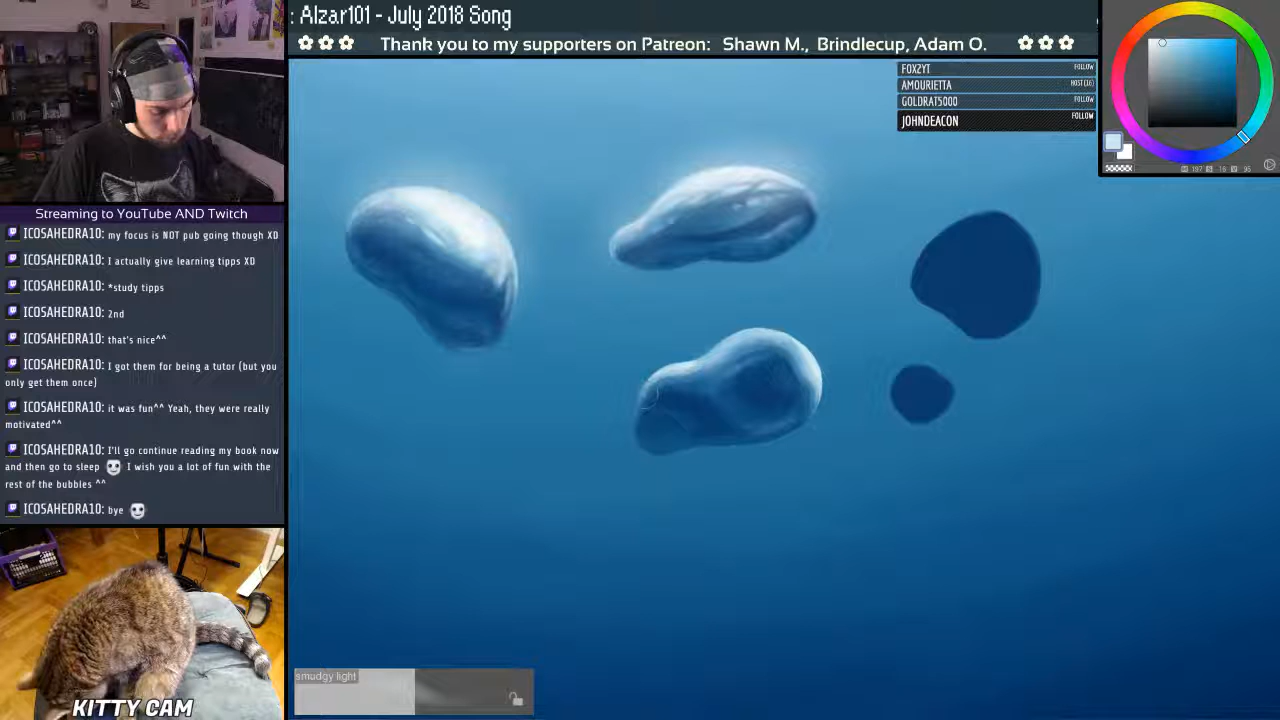 : Alzar101 - July 2018 Song
✿ ✿ ✿ Thank you to my supporters on Patreon: Shawn M., Brindlecup, Adam O. ✿ ✿ ✿
FOX2YT FOLLOW
AMOURIETTA HOST (16)
GOLDRAT5000 FOLLOW
JOHNDEACON FOLLOW
Streaming to YouTube AND Twitch
ICOSAHEDRA10: my focus is NOT pub going though XD
ICOSAHEDRA10: I actually give learning tipps XD
ICOSAHEDRA10: *study tipps
ICOSAHEDRA10: 2nd
ICOSAHEDRA10: that's nice^^
ICOSAHEDRA10: I got them for being a tutor (but you
only get them once)
ICOSAHEDRA10: it was fun^^ Yeah, they were really
motivated^^
ICOSAHEDRA10: I'll go continue reading my book now
and then go to sleep I wish you a lot of fun with the
rest of the bubbles ^^
ICOSAHEDRA10: bye
smudgy light
KITTY CAM